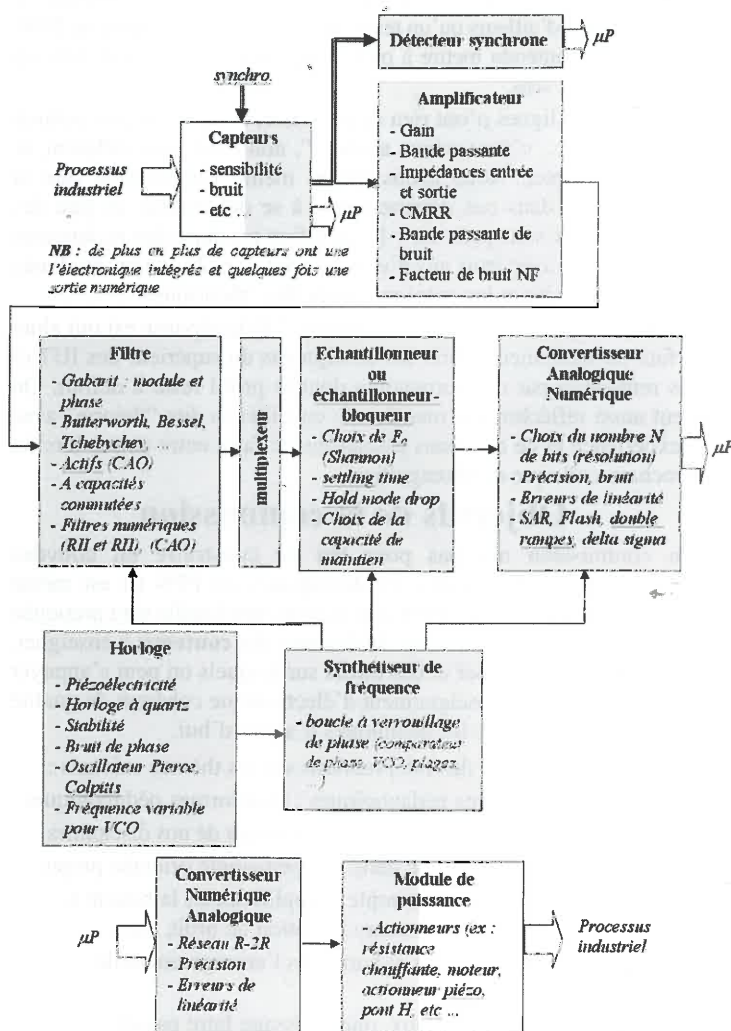 Détecteur synchrone
μP
synchro.
Capteurs
- sensibilité
- bruit
- etc ...
Processus
industriel
μP
NB : de plus en plus de capteurs ont une
l'électronique intégrée et quelques fois une
sortie numérique
Amplificateur
- Gain
- Bande passante
- Impédances entrée
et sortie
- CMRR
- Bande passante de
bruit
- Facteur de bruit NF
Filtre
- Gabarit : module et
phase
- Butterworth, Bessel,
Tchebychev
- Actifs (CAO)
- A capacités
commutées
- Filtres numériques
(RII et RII), (CAO)
multiplexeur
Echantillonneur
ou
échantillonneur-
bloqueur
- Choix de Fe
(Shannon)
- settling time
- Hold mode drop
- Choix de la
capacité de
maintien
Convertisseur
Analogique
Numérique
- Choix du nombre N
de bits (résolution)
- Précision, bruit
- Erreurs de linéarité
- SAR, Flash, double
rampes, delta sigma
μP
Horloge
- Piézoélectricité
- Horloge à quartz
- Stabilité
- Bruit de phase
- Oscillateur Pierce,
Colpitts
- Fréquence variable
pour VCO
Synthétiseur de
fréquence
- boucle à verrouillage
de phase (comparateur
de phase, VCO, plages
...)
Convertisseur
Numérique
Analogique
- Réseau R-2R
- Précision
- Erreurs de
linéarité
μP
Module de
puissance
- Actionneurs (ex :
résistance
chauffante, moteur,
actionneur piézo,
pont H, etc ...
Processus
industriel